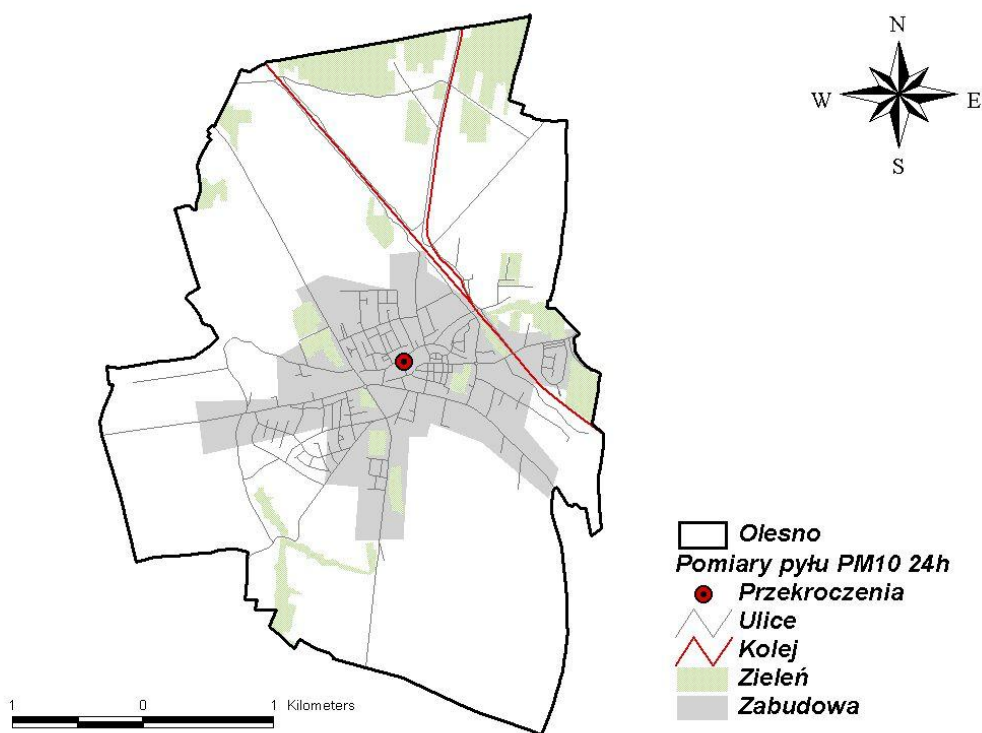 N
W E
S
Olesno
Pomiary pyłu PM10 24h
Przekroczenia
Ulice
Kolej
Zieleń
Zabudowa
1 0 1 Kilometers